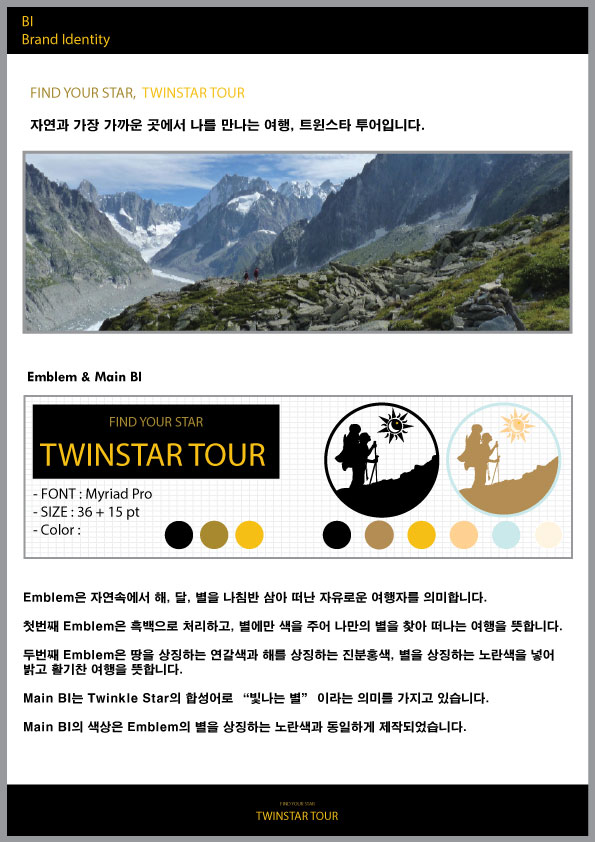 BI
Brand Identity
FIND YOUR STAR, TWINSTAR TOUR
자연과 가장 가까운 곳에서 나를 만나는 여행, 트윈스타 투어입니다.
Emblem & Main BI
FIND YOUR STAR
TWINSTAR TOUR
- FONT : Myriad Pro
- SIZE : 36 + 15 pt
- Color :
Emblem은 자연속에서 해, 달, 별을 나침반 삼아 떠난 자유로운 여행자를 의미합니다.
첫번째 Emblem은 흑백으로 처리하고, 별에만 색을 주어 나만의 별을 찾아 떠나는 여행을 뜻합니다.
두번째 Emblem은 땅을 상징하는 연갈색과 해를 상징하는 진분홍색, 별을 상징하는 노란색을 넣어
밝고 활기찬 여행을 뜻합니다.
Main BI는 Twinkle Star의 합성어로 “빛나는 별” 이라는 의미를 가지고 있습니다.
Main BI의 색상은 Emblem의 별을 상징하는 노란색과 동일하게 제작되었습니다.
FIND YOUR STAR
TWINSTAR TOUR